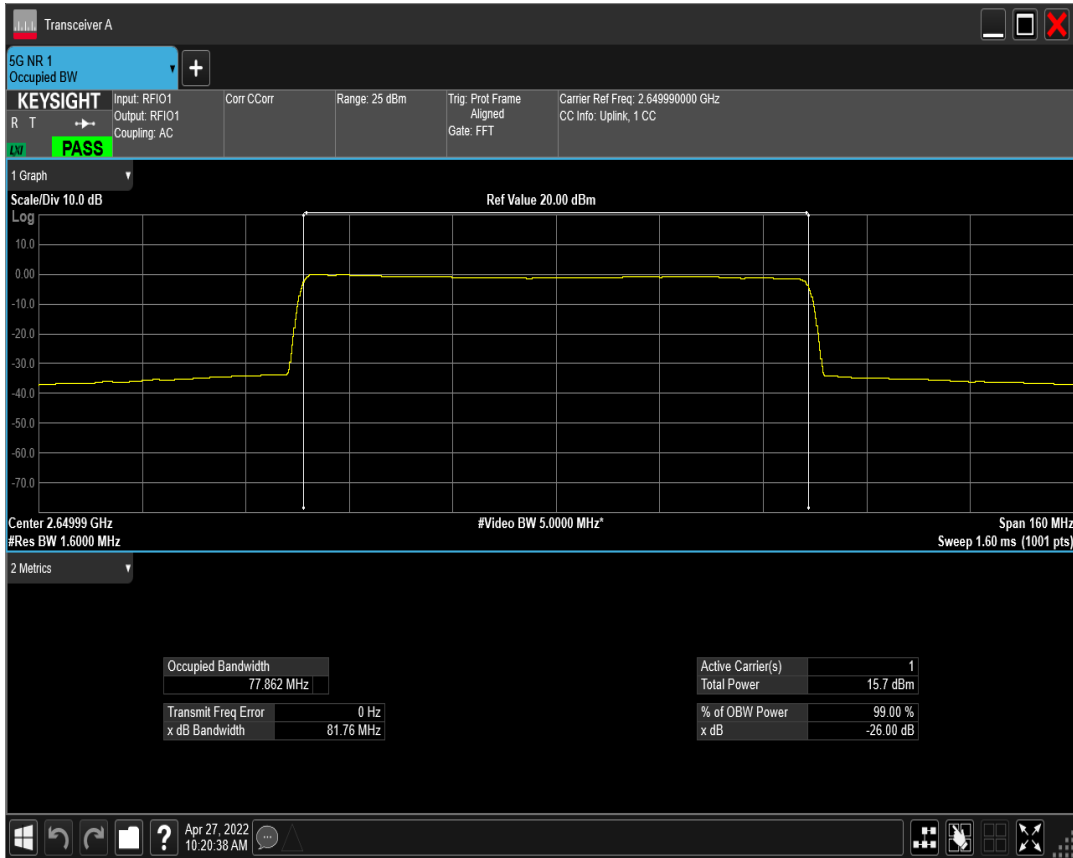 Transceiver A
5G NR 1
Occupied BW
KEYSIGHT
R T
LXI
PASS
Input: RFIO1
Output: RFIO1
Coupling: AC
Corr CCorr
Range: 25 dBm
Trig: Prot Frame
Aligned
Gate: FFT
Carrier Ref Freq: 2.649990000 GHz
CC Info: Uplink, 1 CC
1 Graph
Scale/Div 10.0 dB
Ref Value 20.00 dBm
Log
10.0
0.00
-10.0
-20.0
-30.0
-40.0
-50.0
-60.0
-70.0
Center 2.64999 GHz
#Video BW 5.0000 MHz*
Span 160 MHz
#Res BW 1.6000 MHz
Sweep 1.60 ms (1001 pts)
2 Metrics
Occupied Bandwidth
77.862 MHz
Transmit Freq Error 0 Hz
x dB Bandwidth 81.76 MHz
Active Carrier(s) 1
Total Power 15.7 dBm
% of OBW Power 99.00 %
x dB -26.00 dB
Apr 27, 2022
10:20:38 AM